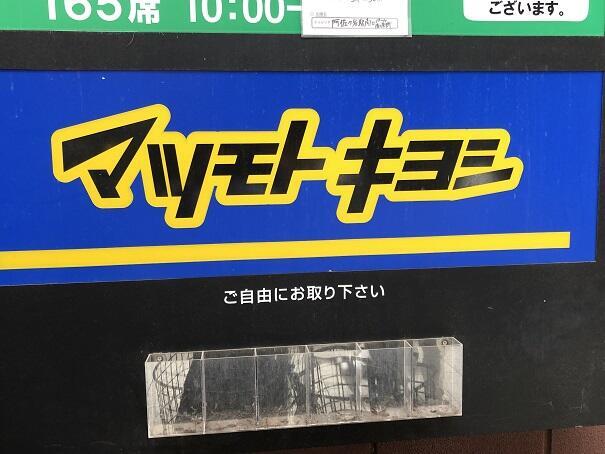 165席 10:00-
ございます。
マツモトキヨシ
ご自由にお取り下さい